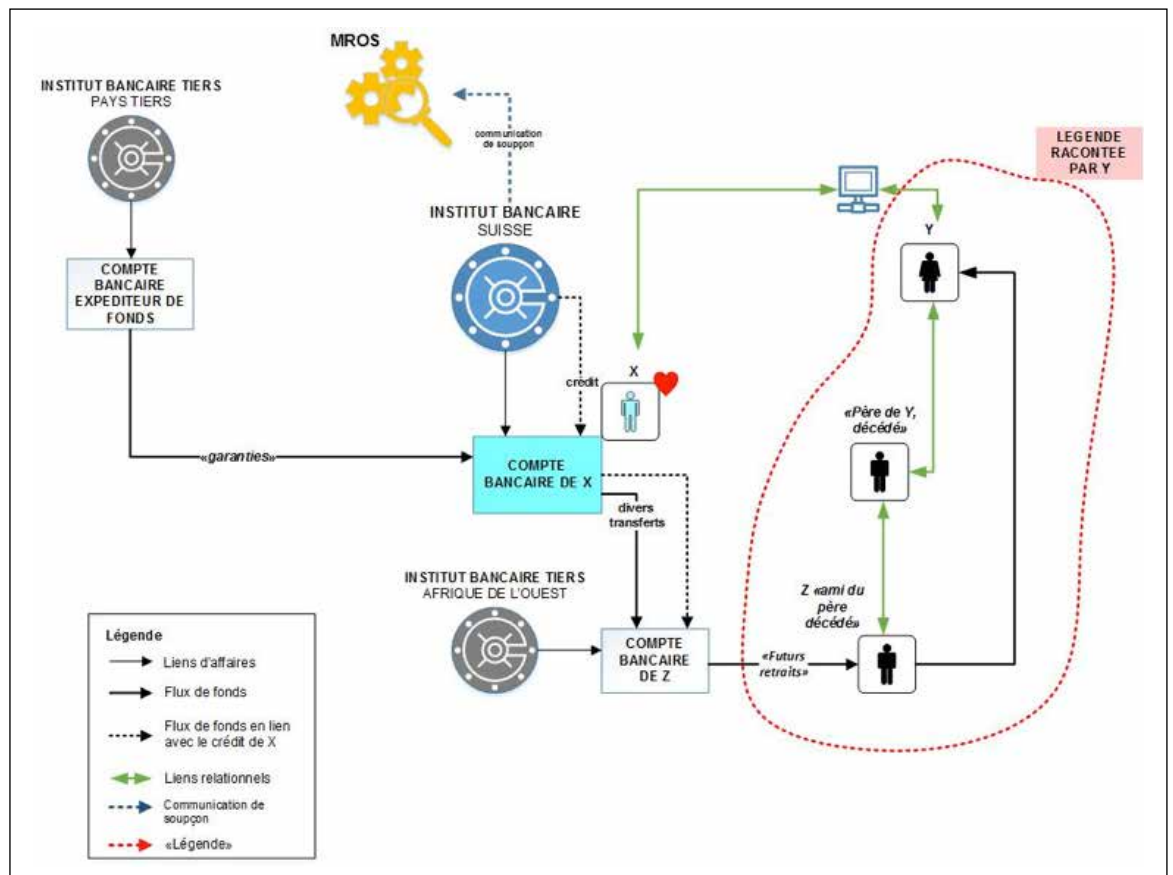 MROS
INSTITUT BANCAIRE TIERS
PAYS TIERS
communication
de soupçon
LEGENDE
RACONTEE
PAR Y
INSTITUT BANCAIRE
SUISSE
Y
COMPTE
BANCAIRE
EXPEDITEUR DE
FONDS
X
crédit
«Père de Y,
décédé»
«garanties»
COMPTE
BANCAIRE DE X
divers
transferts
INSTITUT BANCAIRE TIERS
AFRIQUE DE L'OUEST
Z «ami du
père
décédé»
COMPTE
BANCAIRE
DE Z
«Futurs
retraits»
Légende
Liens d'affaires
Flux de fonds
Flux de fonds en lien
avec le crédit de X
Liens relationnels
Communication de
soupçon
«Légende»